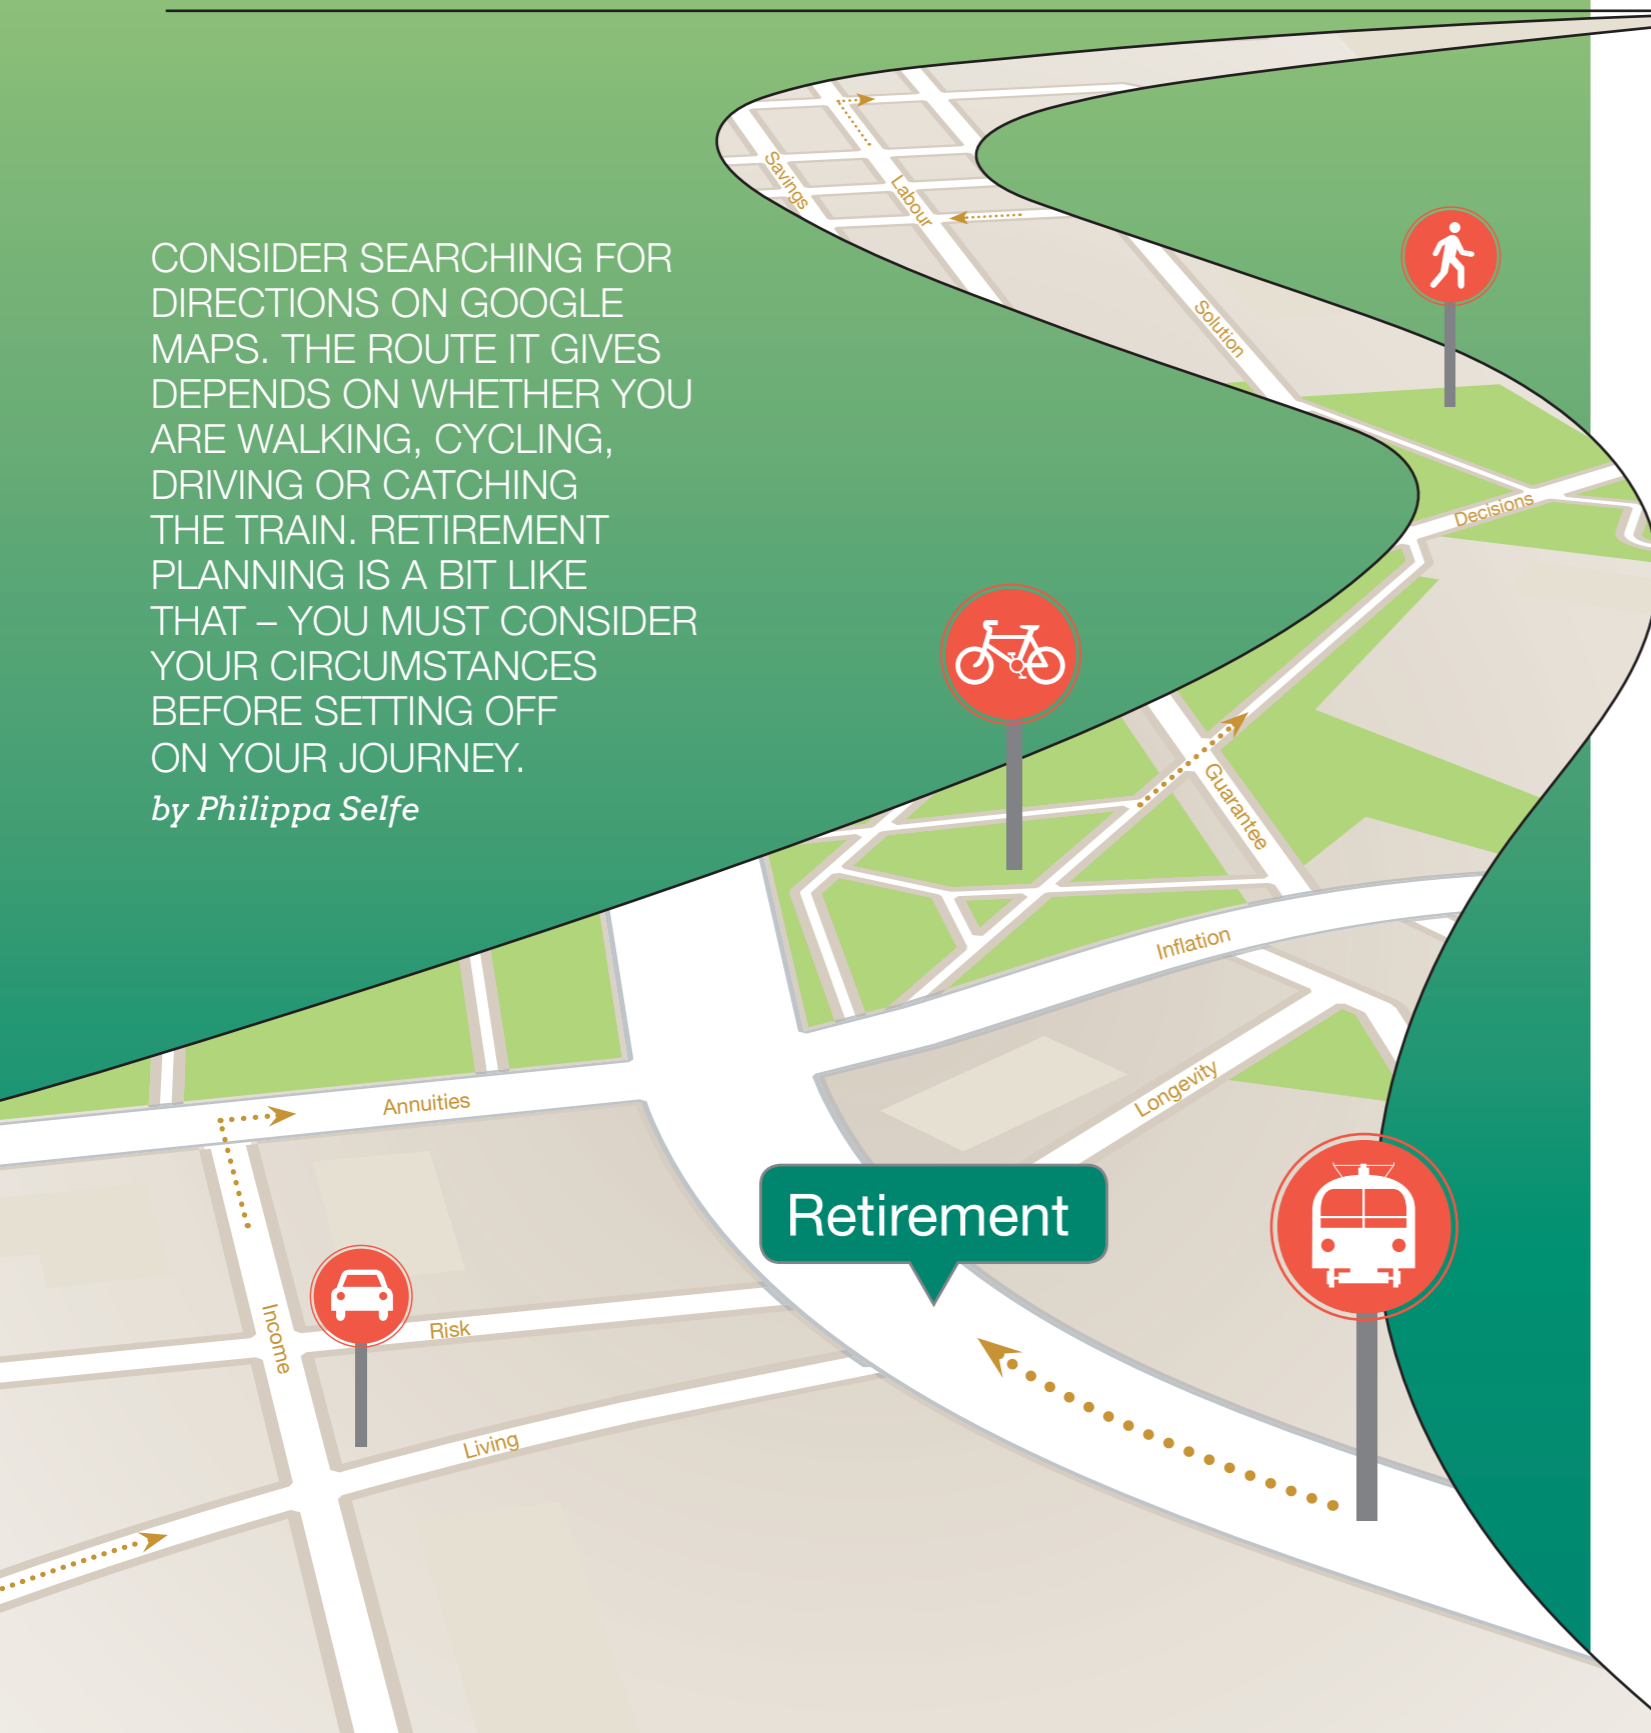 CONSIDER SEARCHING FOR
DIRECTIONS ON GOOGLE
MAPS. THE ROUTE IT GIVES
DEPENDS ON WHETHER YOU
ARE WALKING, CYCLING,
DRIVING OR CATCHING
THE TRAIN. RETIREMENT
PLANNING IS A BIT LIKE
THAT – YOU MUST CONSIDER
YOUR CIRCUMSTANCES
BEFORE SETTING OFF
ON YOUR JOURNEY.
by Philippa Selfe
Savings
Labour
Solution
Decisions
Guarantee
Inflation
Longevity
Annuities
Retirement
Income
Risk
Living